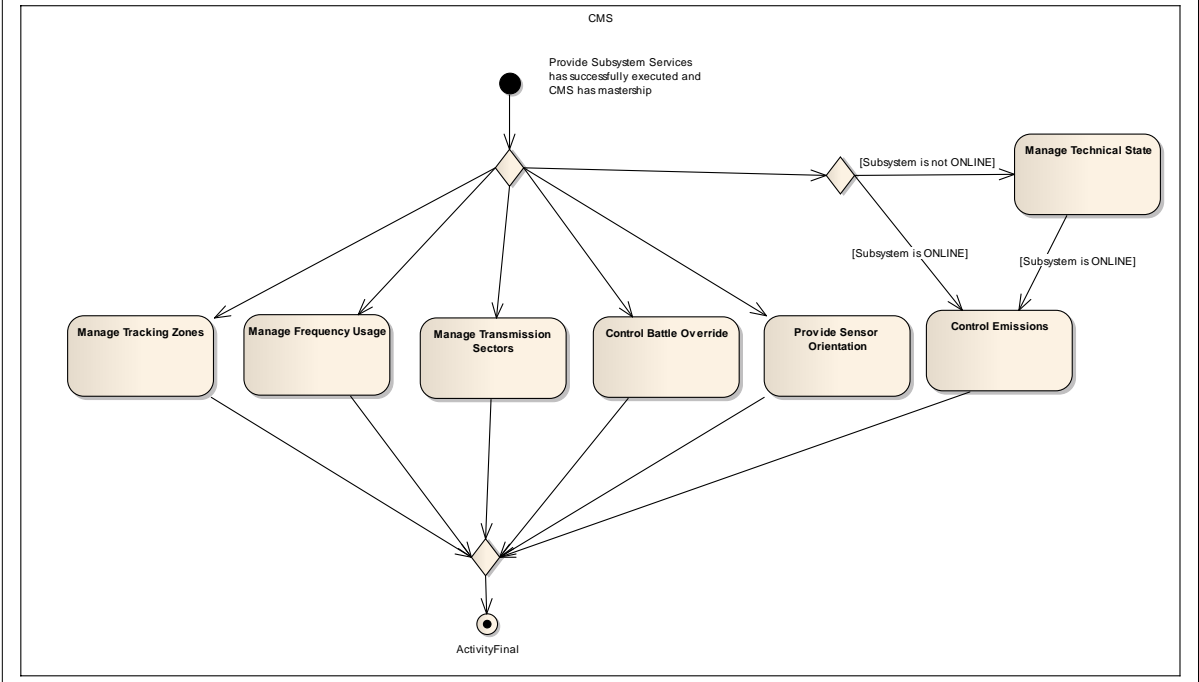 CMS
Provide Subsystem Services
has successfully executed and
CMS has mastership
[Subsystem is not ONLINE]
Manage Technical State
[Subsystem is ONLINE]
[Subsystem is ONLINE]
Manage Tracking Zones
Manage Frequency Usage
Manage Transmission
Sectors
Control Battle Override
Provide Sensor
Orientation
Control Emissions
ActivityFinal